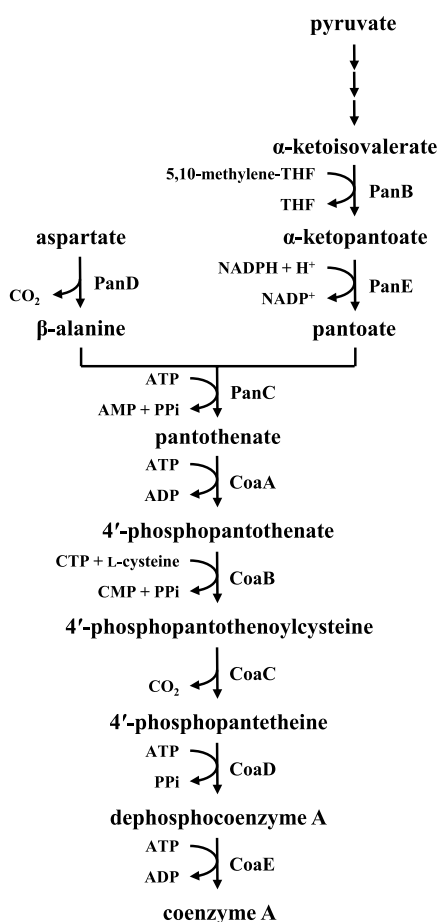 pyruvate
α-ketoisovalerate
5,10-methylene-THF
PanB
THF
aspartate
α-ketopantoate
NADPH + H⁺
PanD
PanE
CO₂
NADP⁺
β-alanine
pantoate
ATP
PanC
AMP + PPi
pantothenate
ATP
CoaA
ADP
4′-phosphopantothenate
CTP + L-cysteine
CoaB
CMP + PPi
4′-phosphopantothenoylcysteine
CoaC
CO₂
4′-phosphopantetheine
ATP
CoaD
PPi
dephosphocoenzyme A
ATP
CoaE
ADP
coenzyme A